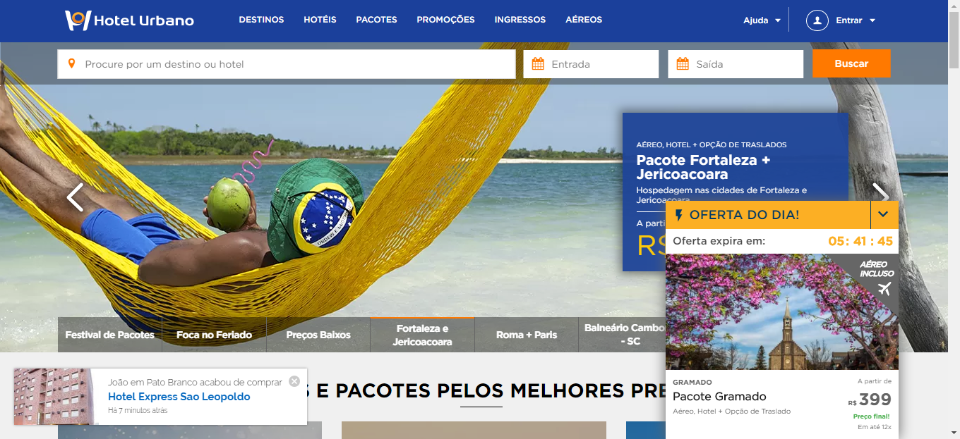 Hotel Urbano
DESTINOS HOTÉIS PACOTES PROMOÇÕES INGRESSOS AÉREOS
Ajuda Entrar
Procure por um destino ou hotel
Entrada
Saída
Buscar
AÉREO, HOTEL + OPÇÃO DE TRASLADOS
Pacote Fortaleza +
Jericoacoara
Hospedagem nas cidades de Fortaleza e
Jericoacoara
A parti
R$
OFERTA DO DIA!
Oferta expira em: 05: 41: 45
AÉREO
INCLUSO
GRAMADO
Pacote Gramado
Aéreo, Hotel + Opção de Traslado
A partir de
R$ 399
Preço final!
Em até 12x
Festival de Pacotes
Foca no Feriado
Preços Baixos
Fortaleza e
Jericoacoara
Roma + Paris
Balneário Cambo
- SC
João em Pato Branco acabou de comprar
Hotel Express Sao Leopoldo
Há 7 minutos atrás
S E PACOTES PELOS MELHORES PRE